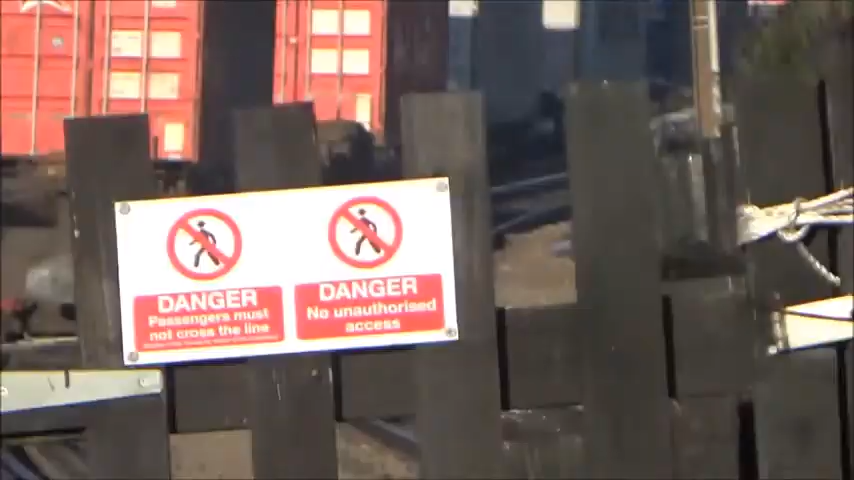 DANGER
Passengers must
not cross the line
DANGER
No unauthorised
access